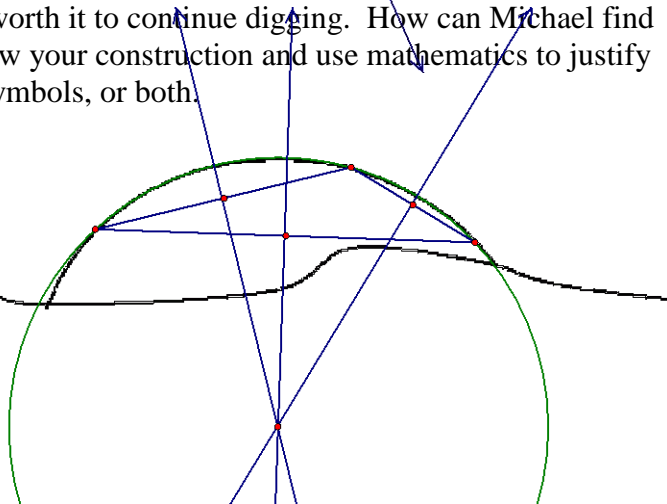 worth it to continue digging. How can Michael find
w your construction and use mathematics to justify
ymbols, or both.